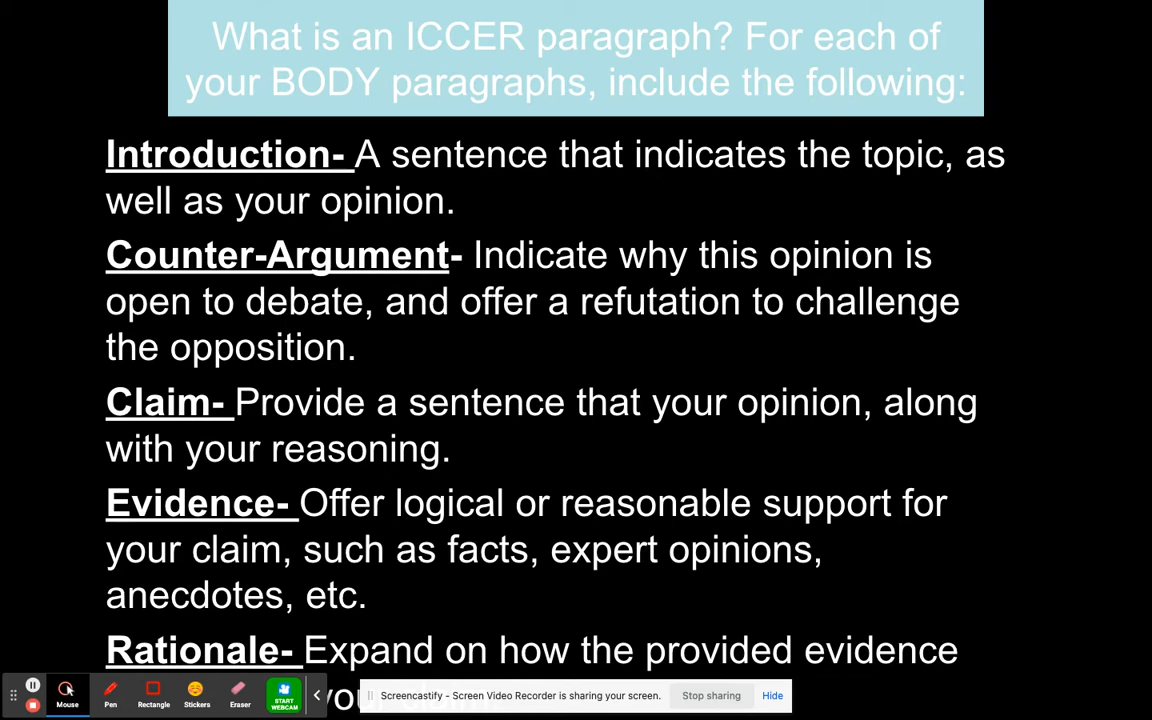 What is an ICCER paragraph? For each of
your BODY paragraphs, include the following:
Introduction- A sentence that indicates the topic, as
well as your opinion.
Counter-Argument- Indicate why this opinion is
open to debate, and offer a refutation to challenge
the opposition.
Claim- Provide a sentence that your opinion, along
with your reasoning.
Evidence- Offer logical or reasonable support for
your claim, such as facts, expert opinions,
anecdotes, etc.
Rationale- Expand on how the provided evidence
Mouse Pen Rectangle Stickers Eraser START WEBCAM
Screencastify - Screen Video Recorder is sharing your screen. Stop sharing Hide